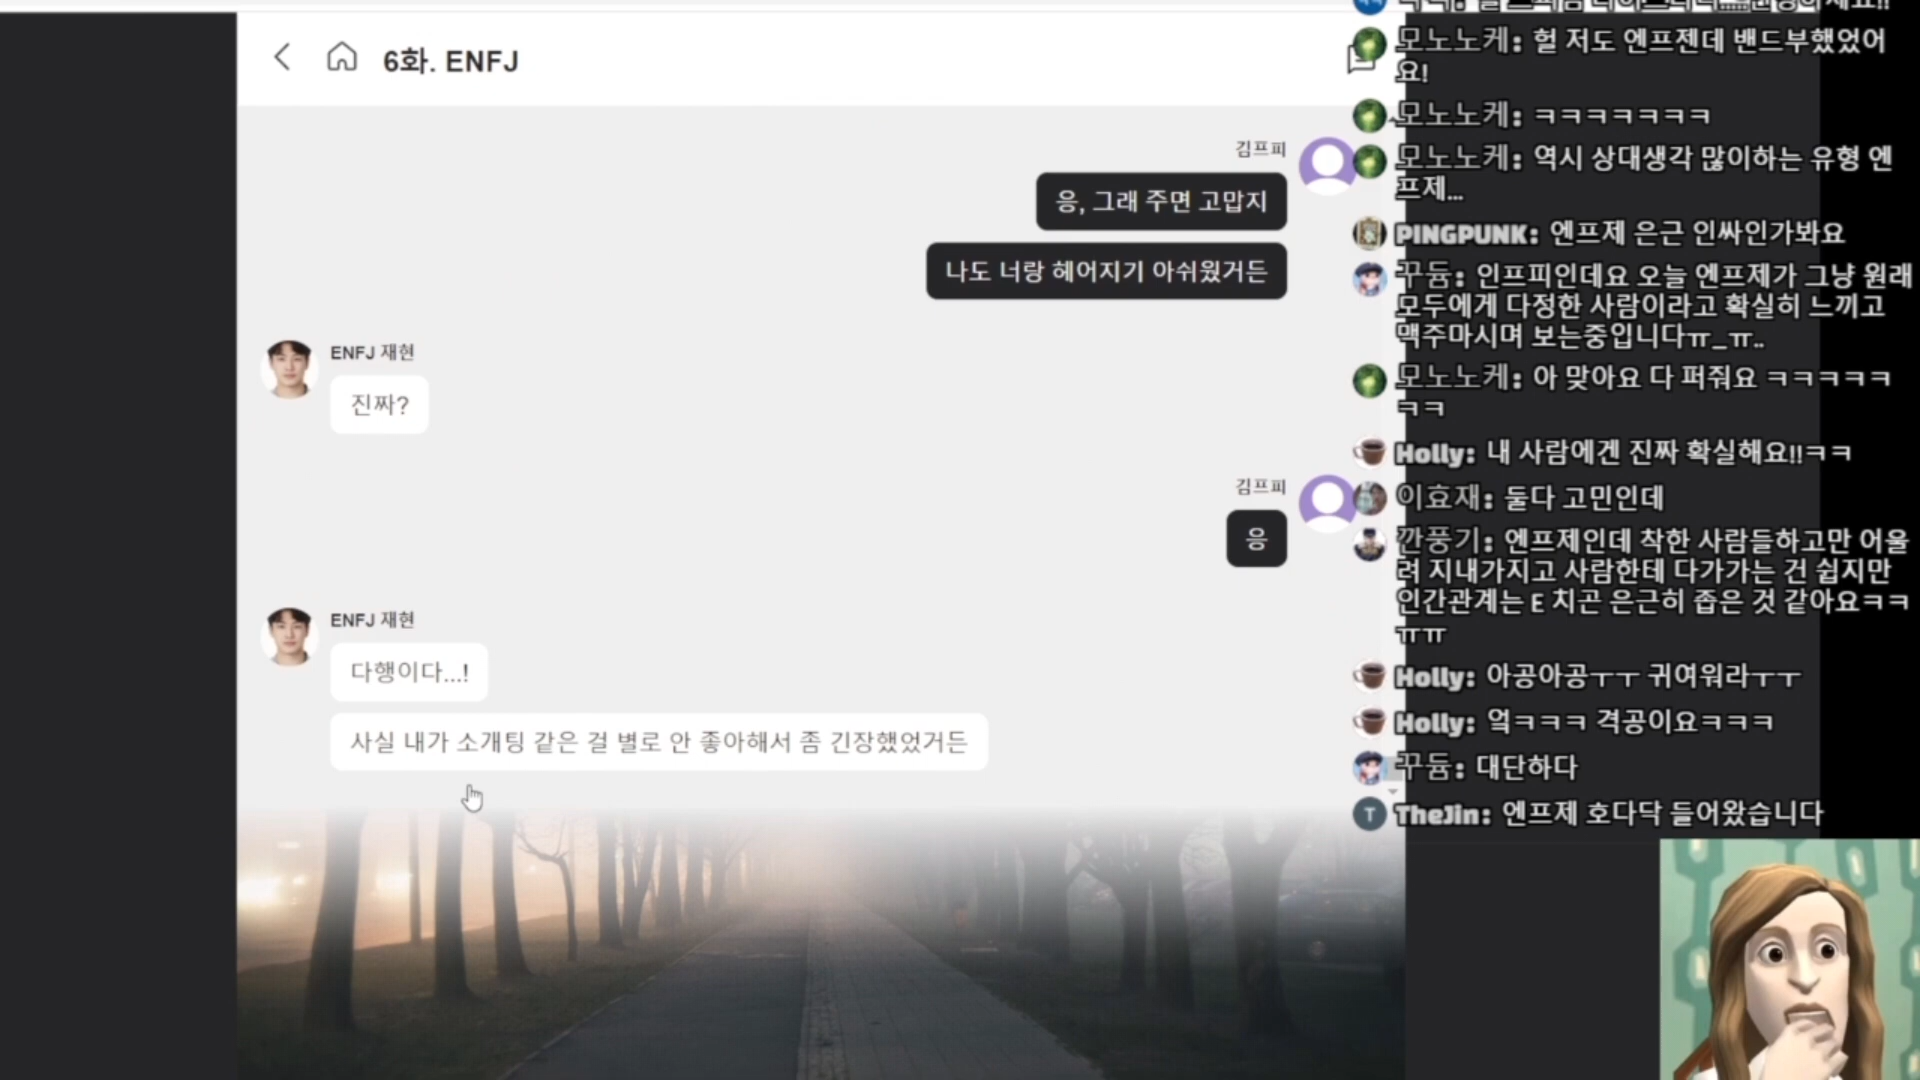 6화. ENFJ
김프피
응, 그래 주면 고맙지
나도 너랑 헤어지기 아쉬웠거든
ENFJ 재현
진짜?
김프피
응
ENFJ 재현
다행이다...!
사실 내가 소개팅 같은 걸 별로 안 좋아해서 좀 긴장했었거든
모노노케: 헐 저도 엔프젠데 밴드부했었어
요!
모노노케: ㅋㅋㅋㅋㅋㅋㅋ
모노노케: 역시 상대생각 많이하는 유형 엔
프제...
PINGPUNK: 엔프제 은근 인싸인가봐요
꾸듐: 인프피인데요 오늘 엔프제가 그냥 원래
모두에게 다정한 사람이라고 확실히 느끼고
맥주마시며 보는중입니다ㅠ_ㅠ..
모노노케: 아 맞아요 다 퍼줘요 ㅋㅋㅋㅋㅋ
ㅋㅋ
Holly: 내 사람에겐 진짜 확실해요!!ㅋㅋ
이효재: 둘다 고민인데
깐풍기: 엔프제인데 착한 사람들하고만 어울
려 지내가지고 사람한테 다가가는 건 쉽지만
인간관계는 E 치곤 은근히 좁은 것 같아요ㅋㅋ
ㅠㅠ
Holly: 아공아공ㅜㅜ 귀여워라ㅜㅜ
Holly: 엌ㅋㅋㅋ 격공이요ㅋㅋㅋ
꾸듐: 대단하다
T
TheJin: 엔프제 호다닥 들어왔습니다